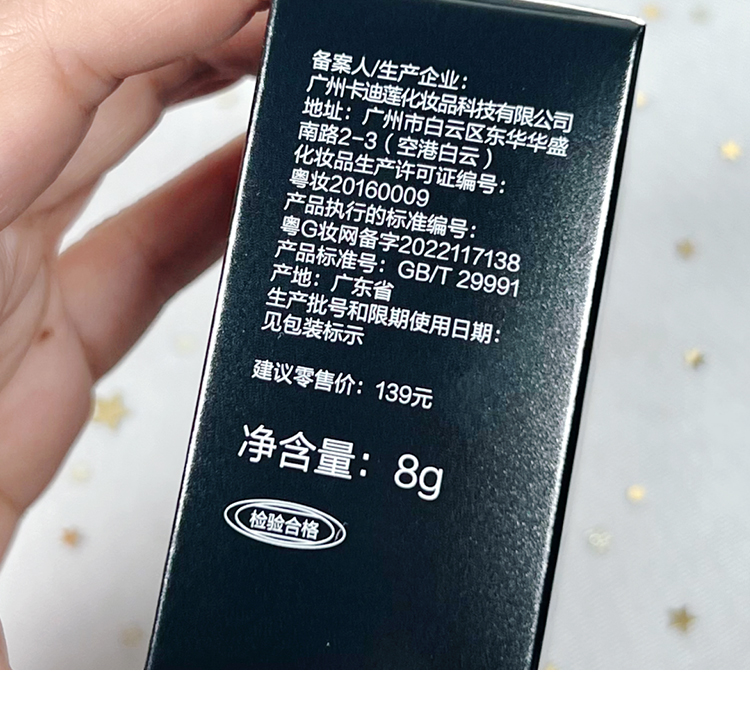 备案人/生产企业：
广州卡迪莲化妆品科技有限公司
地址：广州市白云区东华华盛
南路2-3（空港白云）
化妆品生产许可证编号：
粤妆20160009
产品执行的标准编号：
粤G妆网备字2022117138
产品标准号：GB/T 29991
产地：广东省
生产批号和限期使用日期：
见包装标示
建议零售价：139元
净含量：8g
检验合格